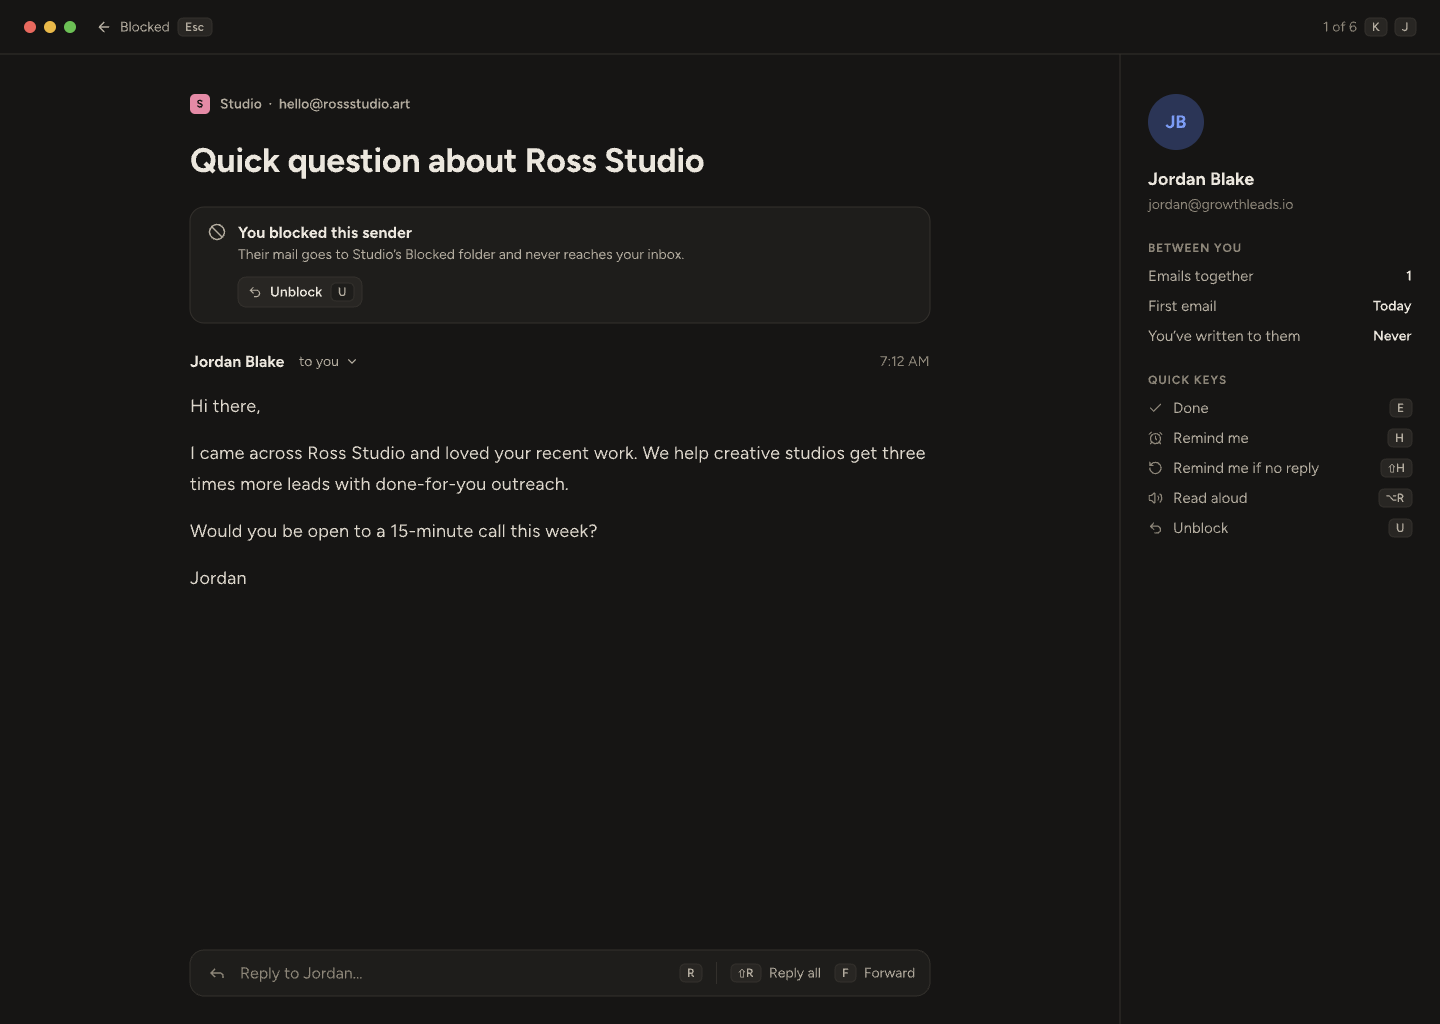 Blocked Esc
1 of 6 K J
S Studio · hello@rossstudio.art
Quick question about Ross Studio
You blocked this sender
Their mail goes to Studio's Blocked folder and never reaches your inbox.
Unblock U
Jordan Blake to you 7:12 AM
Hi there,
I came across Ross Studio and loved your recent work. We help creative studios get three
times more leads with done-for-you outreach.
Would you be open to a 15-minute call this week?
Jordan
Reply to Jordan... R ⇧R Reply all F Forward
JB
Jordan Blake
jordan@growthleads.io
BETWEEN YOU
Emails together 1
First email Today
You've written to them Never
QUICK KEYS
Done E
Remind me H
Remind me if no reply ⇧H
Read aloud ⌥R
Unblock U